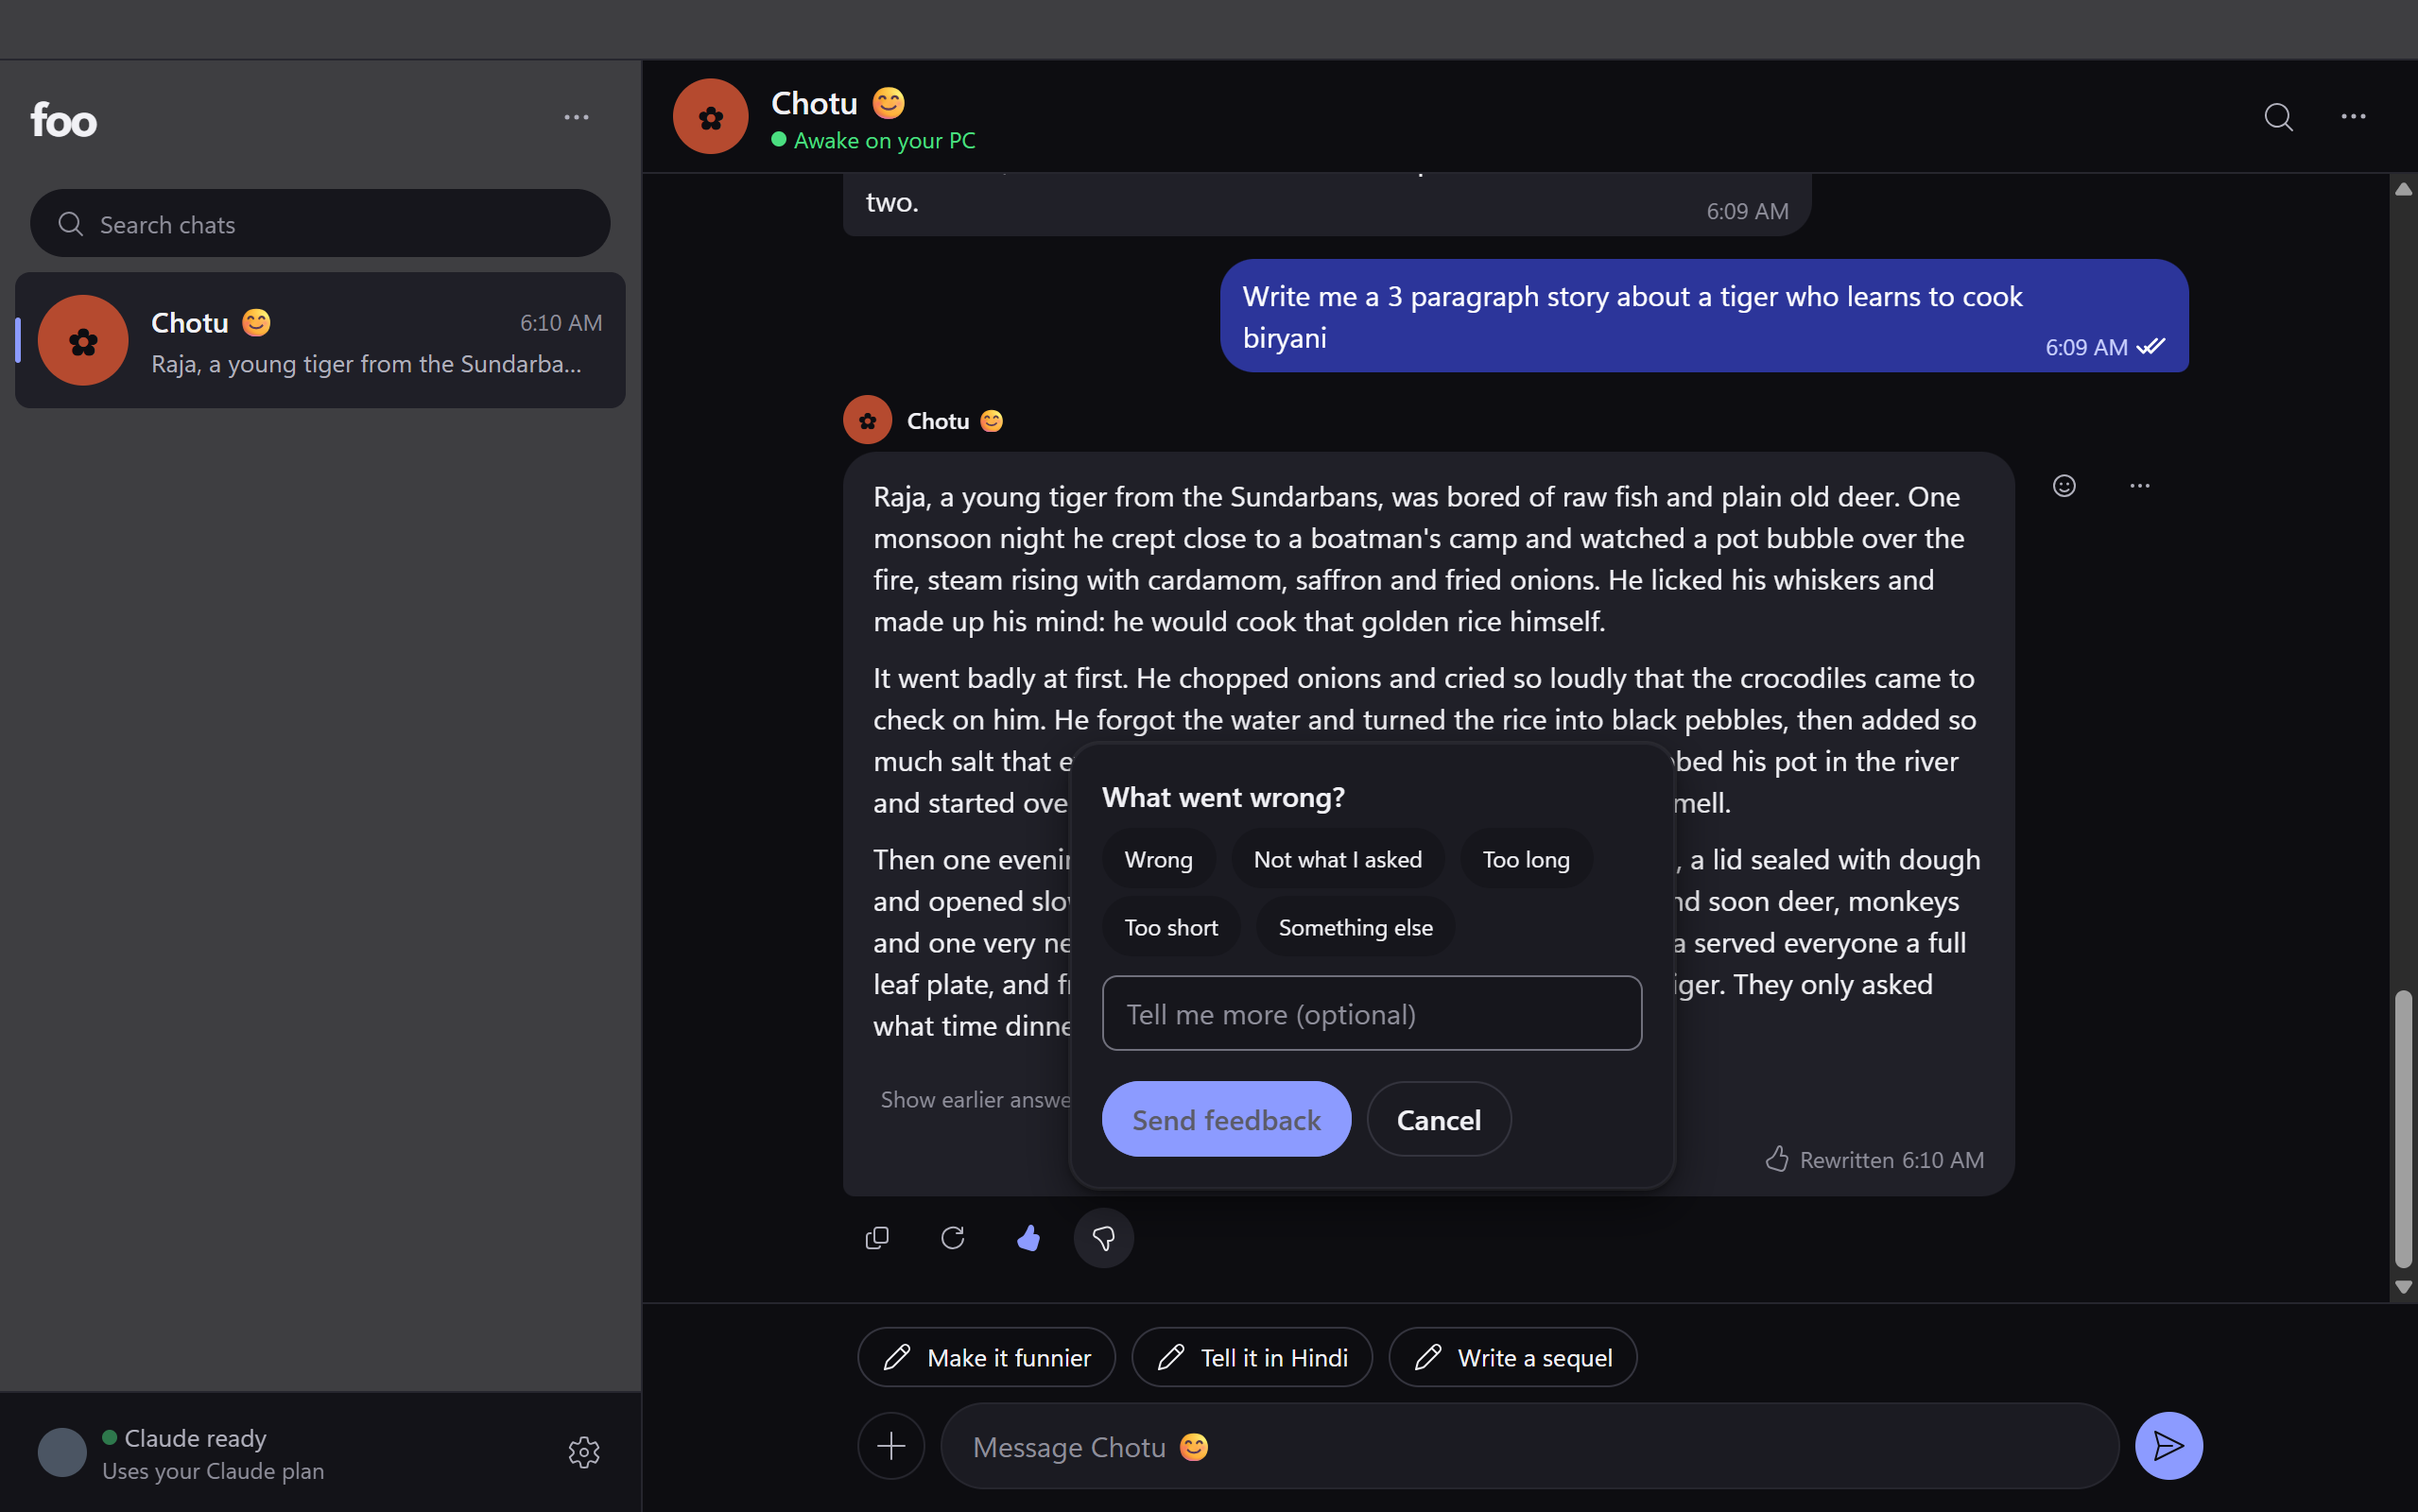 foo
Search chats
Chotu 😊
6:10 AM
Raja, a young tiger from the Sundarba...
Claude ready
Uses your Claude plan
Chotu 😊
Awake on your PC
two.
6:09 AM
Write me a 3 paragraph story about a tiger who learns to cook
biryani
6:09 AM
Chotu 😊
Raja, a young tiger from the Sundarbans, was bored of raw fish and plain old deer. One
monsoon night he crept close to a boatman's camp and watched a pot bubble over the
fire, steam rising with cardamom, saffron and fried onions. He licked his whiskers and
made up his mind: he would cook that golden rice himself.
It went badly at first. He chopped onions and cried so loudly that the crocodiles came to
check on him. He forgot the water and turned the rice into black pebbles, then added so
much salt that his pot in the river
and started
Then one , a lid sealed with dough
and opened soon deer, monkeys
and one very served everyone a full
leaf plate, and They only asked
what time
Show earlier
Rewritten 6:10 AM
What went wrong?
Wrong
Not what I asked
Too long
Too short
Something else
Tell me more (optional)
Send feedback
Cancel
Make it funnier
Tell it in Hindi
Write a sequel
Message Chotu 😊